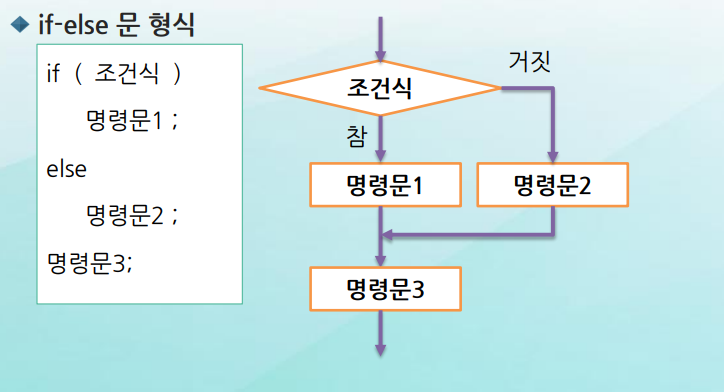 if-else 문 형식
if ( 조건식 )
명령문1 ;
else
명령문2 ;
명령문3;
조건식
거짓
참
명령문1
명령문2
명령문3